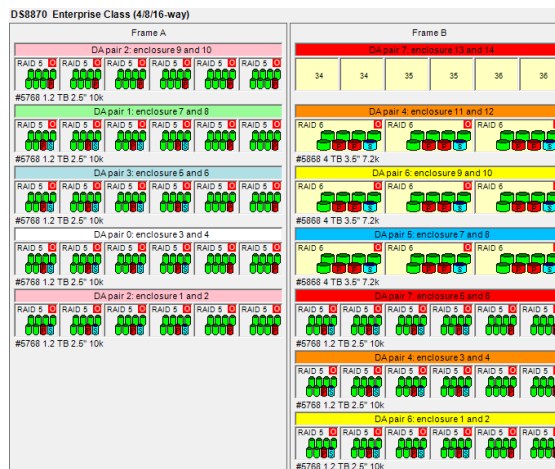 DS8870 Enterprise Class (4/8/16-way)
Frame A
DA pair 2: enclosure 9 and 10
RAID 5 O RAID 5 O RAID 5 O RAID 5 O RAID 5 O RAID 5 O
#5768 1.2 TB 2.5" 10k
DA pair 1: enclosure 7 and 8
RAID 5 O RAID 5 O RAID 5 O RAID 5 O RAID 5 O RAID 5 O
#5768 1.2 TB 2.5" 10k
DA pair 3: enclosure 5 and 6
RAID 5 O RAID 5 O RAID 5 O RAID 5 O RAID 5 O RAID 5 O
#5768 1.2 TB 2.5" 10k
DA pair 0: enclosure 3 and 4
RAID 5 O RAID 5 O RAID 5 O RAID 5 O RAID 5 O RAID 5 O
#5768 1.2 TB 2.5" 10k
DA pair 2: enclosure 1 and 2
RAID 5 O RAID 5 O RAID 5 O RAID 5 O RAID 5 O RAID 5 O
#5768 1.2 TB 2.5" 10k
Frame B
DA pair 7: enclosure 13 and 14
34 34 35 35 36 36
DA pair 4: enclosure 11 and 12
RAID 6 O RAID 6 O RAID 6
#5868 4 TB 3.5" 7.2k
DA pair 6: enclosure 9 and 10
RAID 6 O RAID 6 O RAID 6
#5868 4 TB 3.5" 7.2k
DA pair 5: enclosure 7 and 8
RAID 6 O RAID 6 O RAID 6
#5868 4 TB 3.5" 7.2k
DA pair 7: enclosure 5 and 6
RAID 5 O RAID 5 O RAID 5 O RAID 5 O RAID 5 O RAID 5
#5768 1.2 TB 2.5" 10k
DA pair 4: enclosure 3 and 4
RAID 5 O RAID 5 O RAID 5 O RAID 5 O RAID 5 O RAID 5
#5768 1.2 TB 2.5" 10k
DA pair 6: enclosure 1 and 2
RAID 5 O RAID 5 O RAID 5 O RAID 5 O RAID 5 O RAID 5
#5768 1.2 TB 2.5" 10k